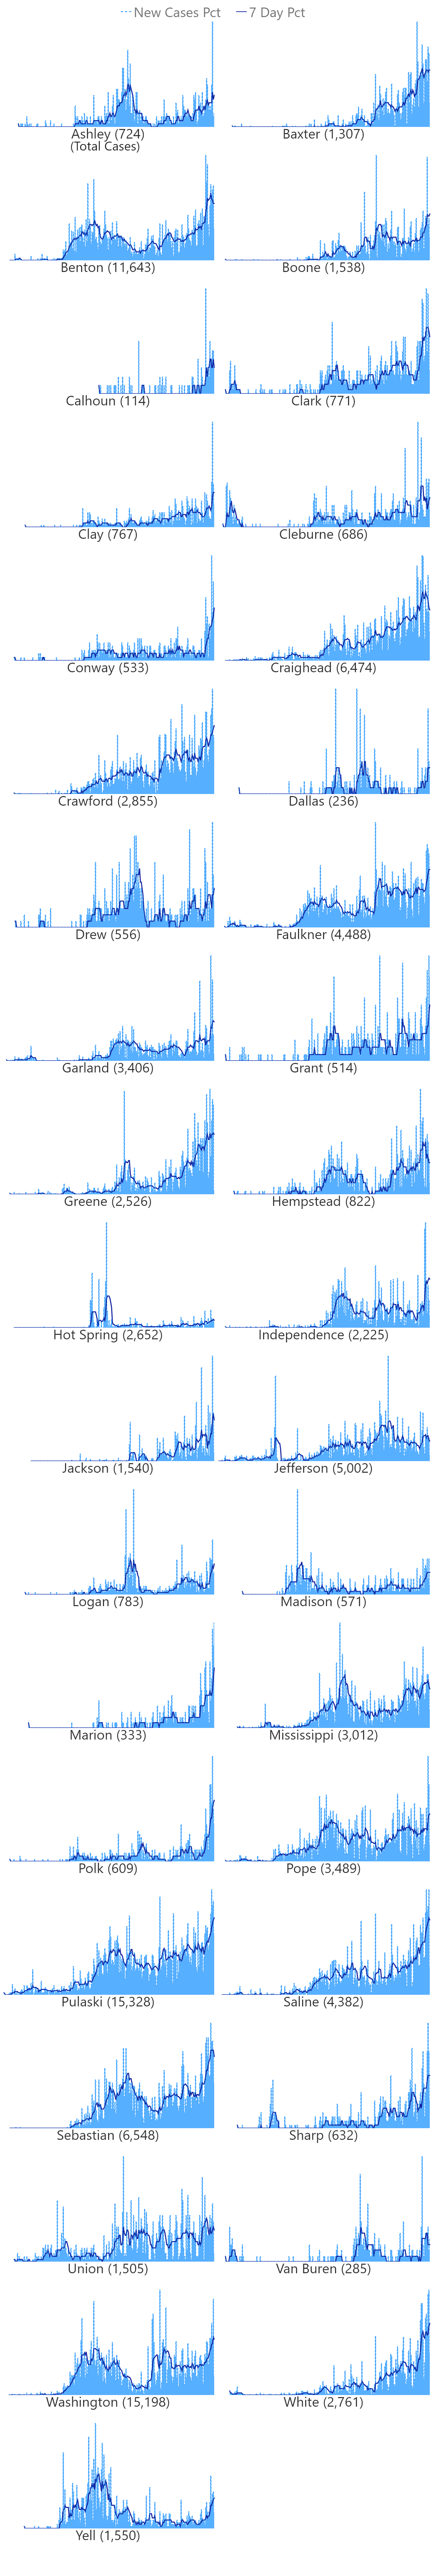 New Cases Pct 7 Day Pct
Ashley (724) Baxter (1,307)
(Total Cases)
Benton (11,643) Boone (1,538)
Calhoun (114) Clark (771)
Clay (767) Cleburne (686)
Conway (533) Craighead (6,474)
Crawford (2,855) Dallas (236)
Drew (556) Faulkner (4,488)
Garland (3,406) Grant (514)
Greene (2,526) Hempstead (822)
Hot Spring (2,652) Independence (2,225)
Jackson (1,540) Jefferson (5,002)
Logan (783) Madison (571)
Marion (333) Mississippi (3,012)
Polk (609) Pope (3,489)
Pulaski (15,328) Saline (4,382)
Sebastian (6,548) Sharp (632)
Union (1,505) Van Buren (285)
Washington (15,198) White (2,761)
Yell (1,550)